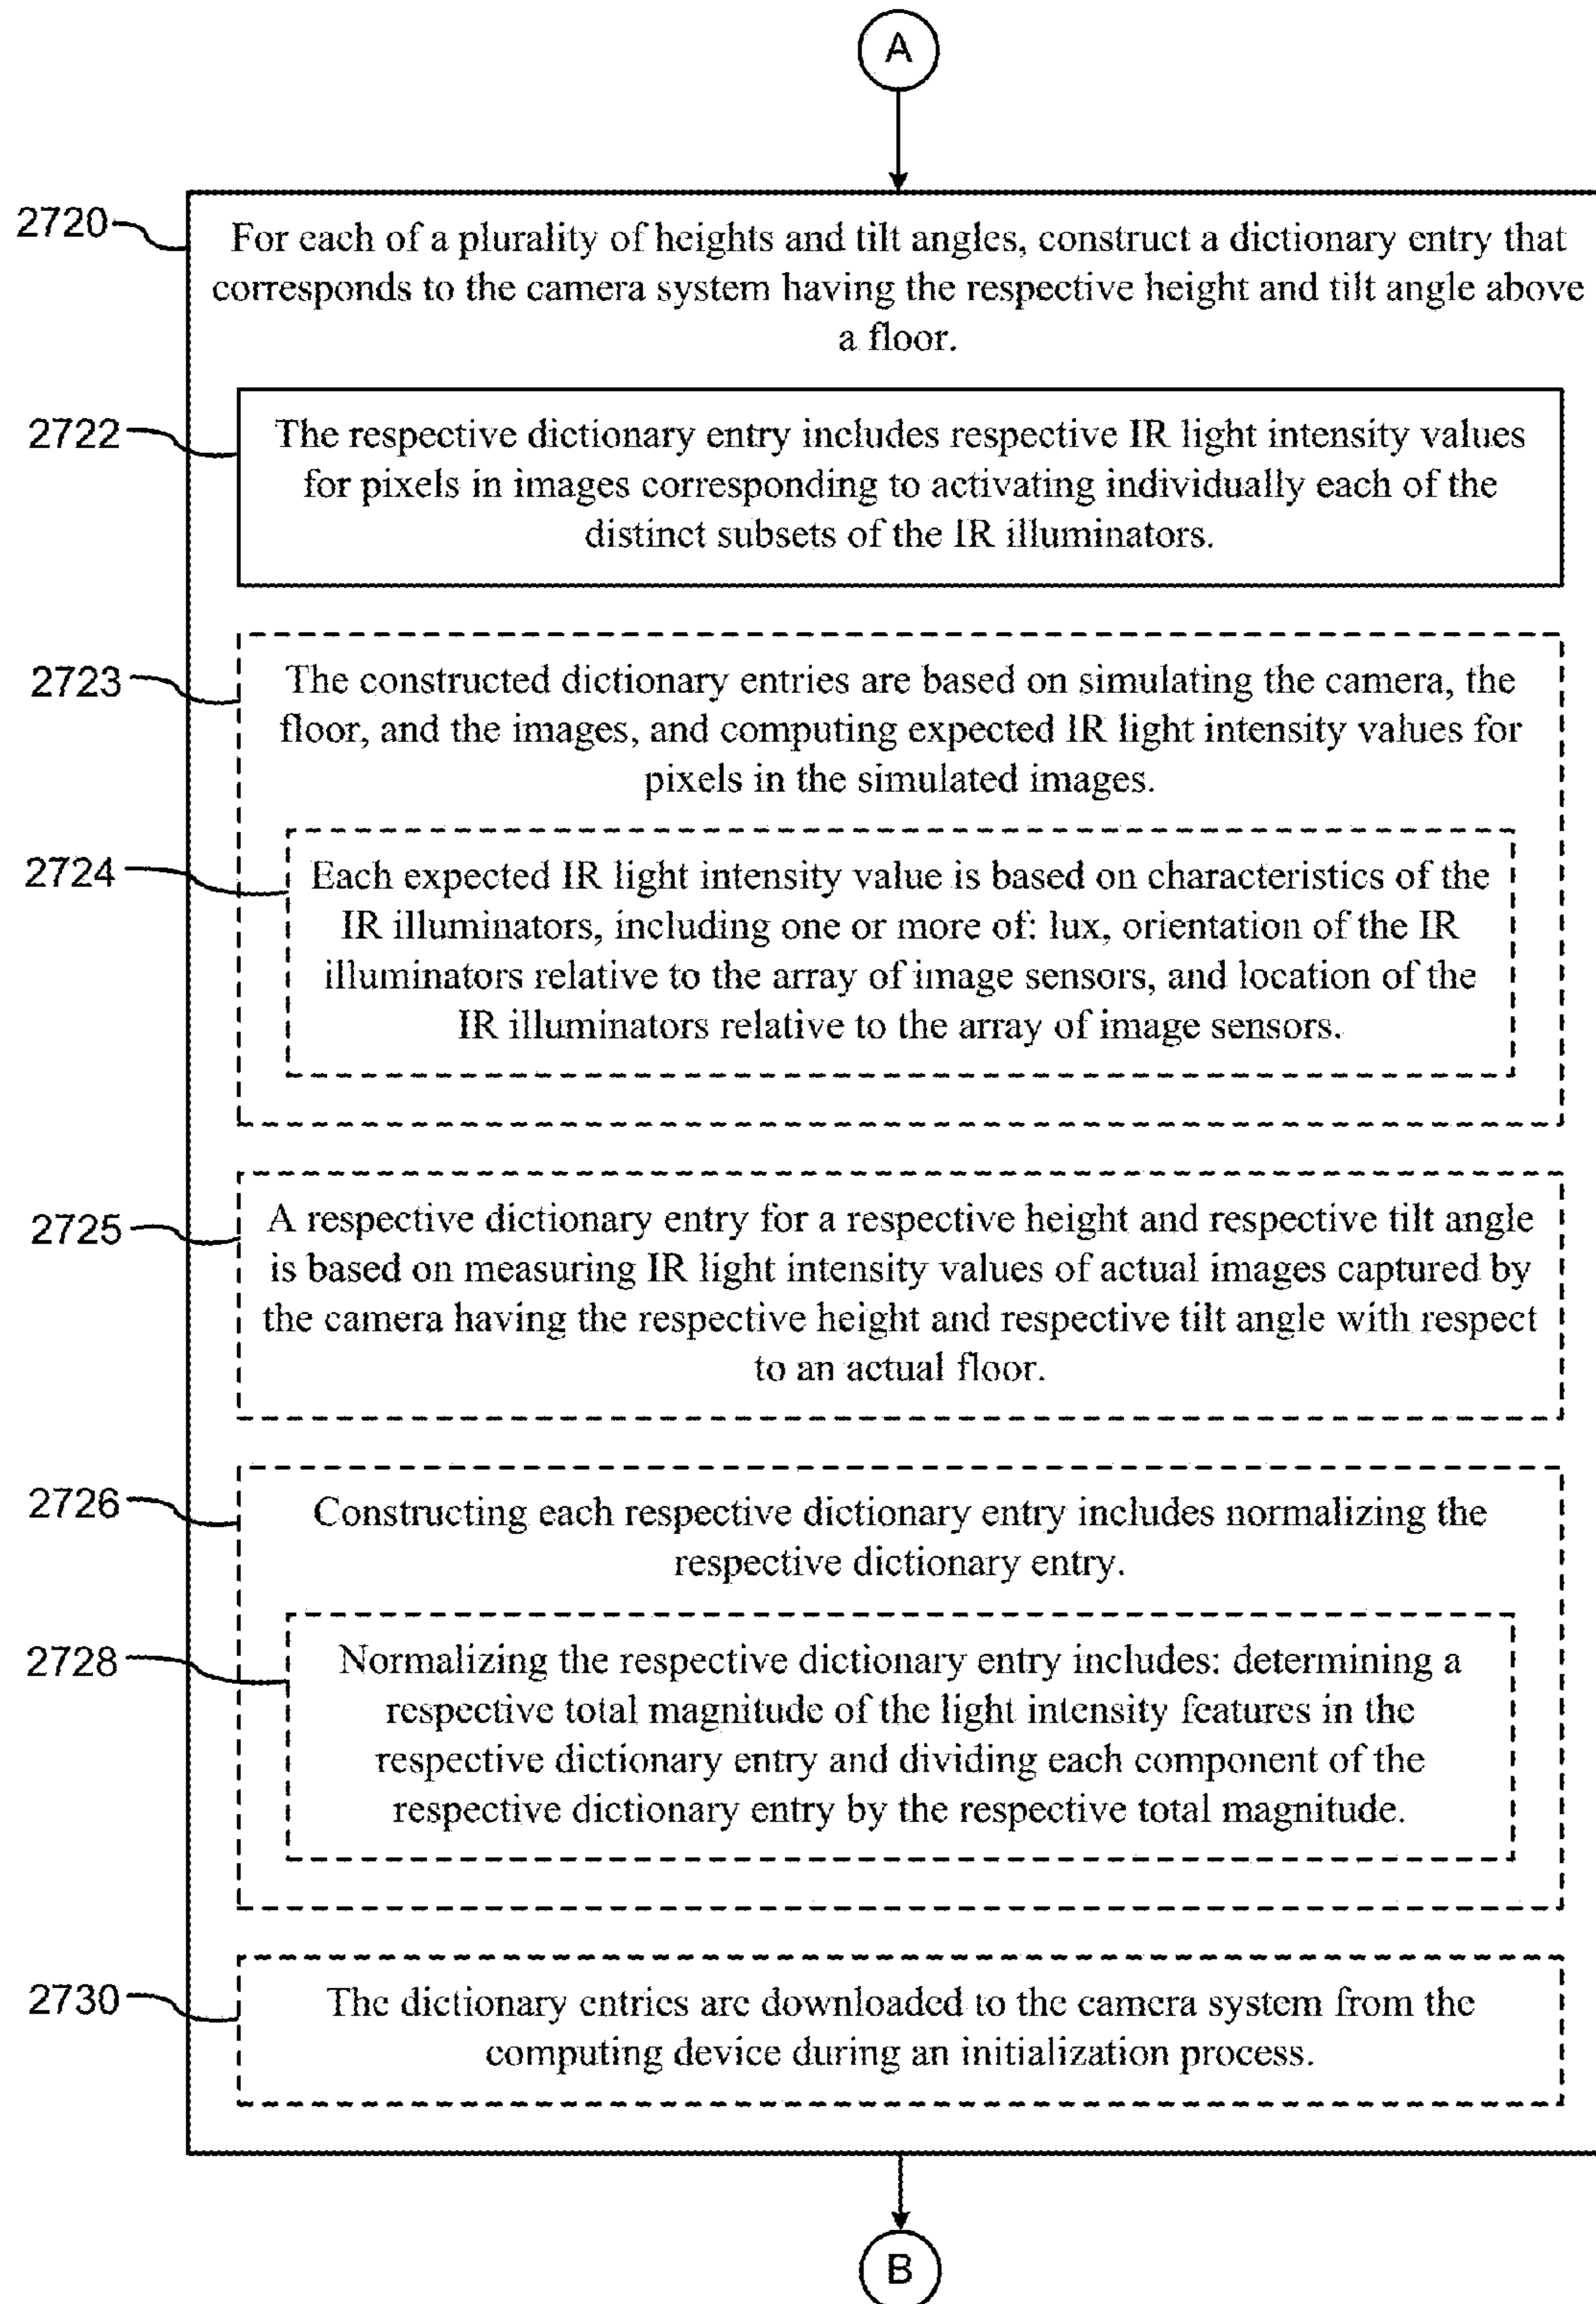 A
2720
For each of a plurality of heights and tilt angles, construct a dictionary entry that
corresponds to the camera system having the respective height and tilt angle above
a floor.
2722
The respective dictionary entry includes respective IR light intensity values
for pixels in images corresponding to activating individually each of the
distinct subsets of the IR illuminators.
2723
The constructed dictionary entries are based on simulating the camera, the
floor, and the images, and computing expected IR light intensity values for
pixels in the simulated images.
2724
Each expected IR light intensity value is based on characteristics of the
IR illuminators, including one or more of: lux, orientation of the IR
illuminators relative to the array of image sensors, and location of the
IR illuminators relative to the array of image sensors.
2725
A respective dictionary entry for a respective height and respective tilt angle
is based on measuring IR light intensity values of actual images captured by
the camera having the respective height and respective tilt angle with respect
to an actual floor.
2726
Constructing each respective dictionary entry includes normalizing the
respective dictionary entry.
2728
Normalizing the respective dictionary entry includes: determining a
respective total magnitude of the light intensity features in the
respective dictionary entry and dividing each component of the
respective dictionary entry by the respective total magnitude.
2730
The dictionary entries are downloaded to the camera system from the
computing device during an initialization process.
B